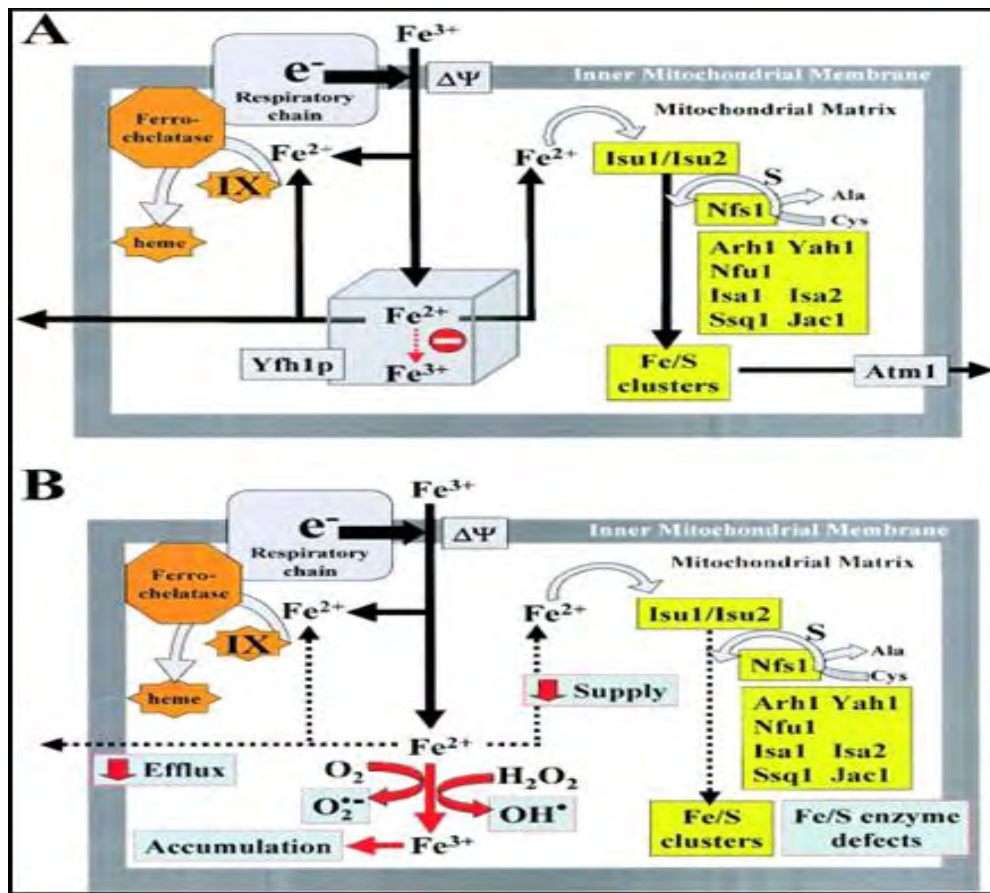 A
Fe³⁺
e-
Respiratory
chain
ΔΨ
Inner Mitochondrial Membrane
Mitochondrial Matrix
Ferro-
chelatase
Fe²⁺
IX
heme
Fe²⁺
Isu1/Isu2
S
Nfs1
Ala
Cys
Arh1 Yah1
Nfu1
Isa1 Isa2
Ssq1 Jac1
Fe²⁺
Fe³⁺
Yfh1p
Fe/S
clusters
Atm1
B
Fe³⁺
e-
Respiratory
chain
ΔΨ
Inner Mitochondrial Membrane
Mitochondrial Matrix
Ferro-
chelatase
Fe²⁺
IX
heme
Fe²⁺
Isu1/Isu2
S
Nfs1
Ala
Cys
Supply
Arh1 Yah1
Nfu1
Isa1 Isa2
Ssq1 Jac1
Fe²⁺
Efflux
O₂
H₂O₂
O₂•⁻
OH•
Accumulation
Fe³⁺
Fe/S
clusters
Fe/S enzyme
defects